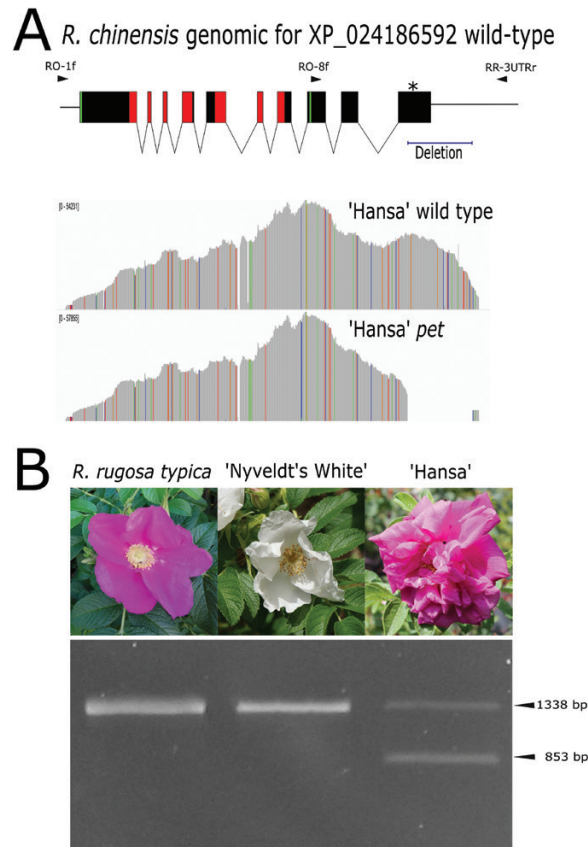 A
R. chinensis genomic for XP_024186592 wild-type
RO-1f
RO-8f
RR-3UTRr
*
Deletion
'Hansa' wild type
'Hansa' pet
B
R. rugosa typica
'Nyveldt's White'
'Hansa'
1338 bp
853 bp